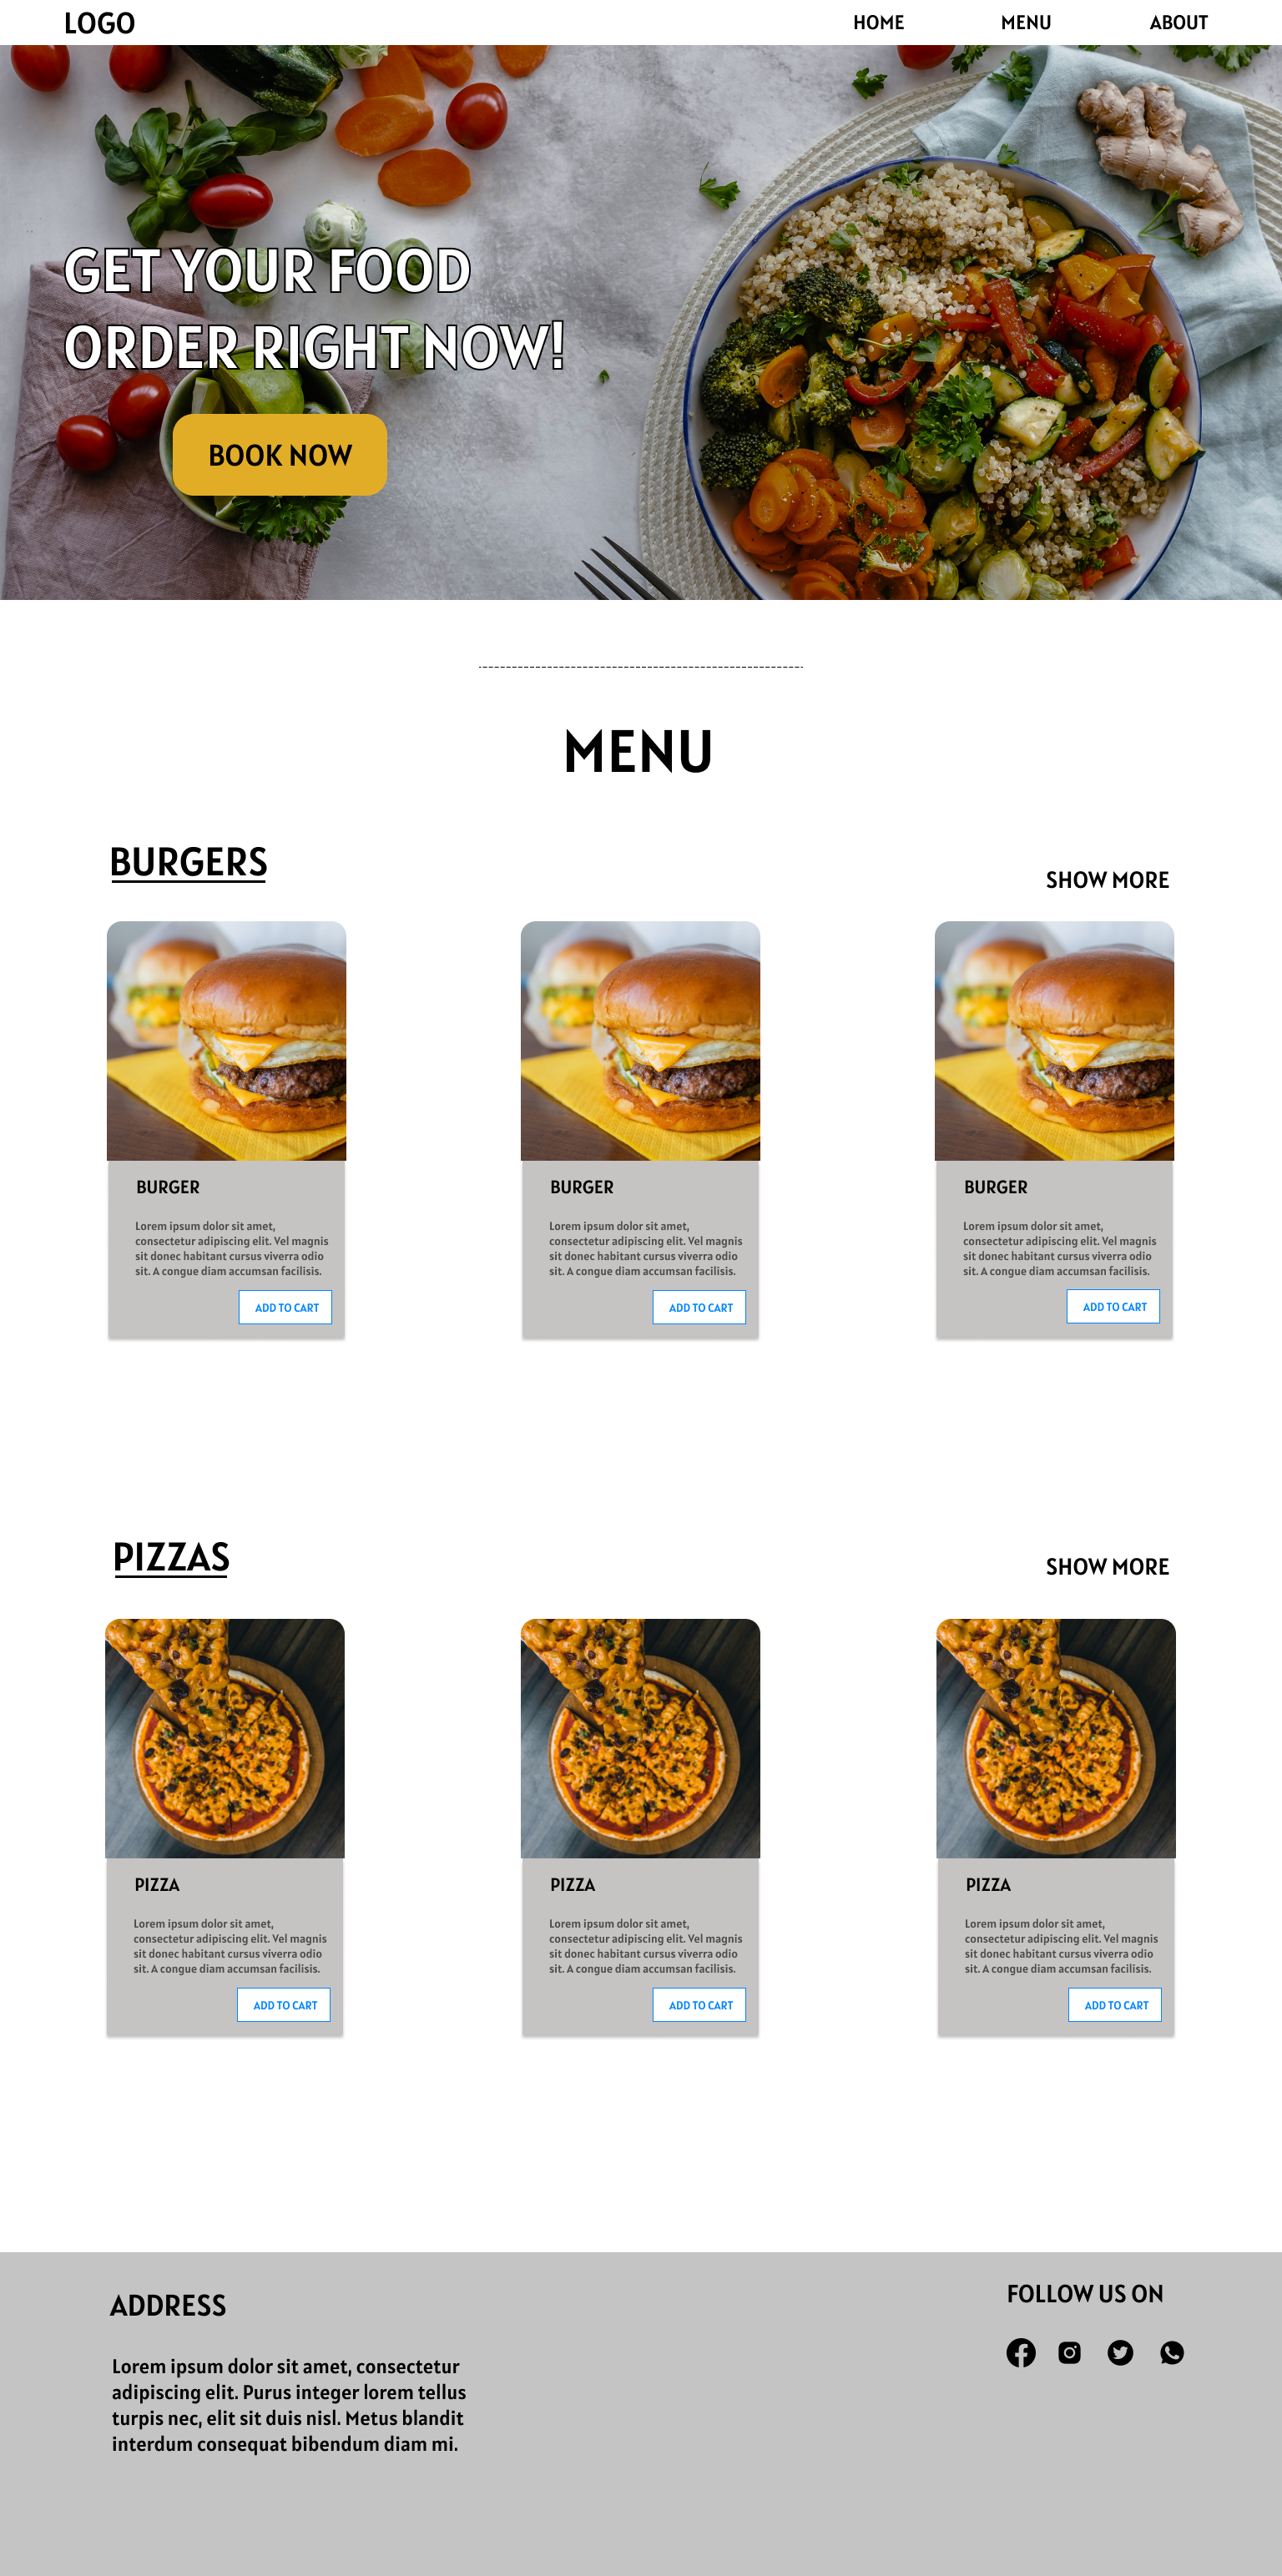 LOGO
HOME
MENU
ABOUT
GET YOUR FOOD
ORDER RIGHT NOW!
BOOK NOW
MENU
BURGERS
SHOW MORE
BURGER
Lorem ipsum dolor sit amet,
consectetur adipiscing elit. Vel magnis
sit donec habitant cursus viverra odio
sit. A congue diam accumsan facilisis.
ADD TO CART
BURGER
Lorem ipsum dolor sit amet,
consectetur adipiscing elit. Vel magnis
sit donec habitant cursus viverra odio
sit. A congue diam accumsan facilisis.
ADD TO CART
BURGER
Lorem ipsum dolor sit amet,
consectetur adipiscing elit. Vel magnis
sit donec habitant cursus viverra odio
sit. A congue diam accumsan facilisis.
ADD TO CART
PIZZAS
SHOW MORE
PIZZA
Lorem ipsum dolor sit amet,
consectetur adipiscing elit. Vel magnis
sit donec habitant cursus viverra odio
sit. A congue diam accumsan facilisis.
ADD TO CART
PIZZA
Lorem ipsum dolor sit amet,
consectetur adipiscing elit. Vel magnis
sit donec habitant cursus viverra odio
sit. A congue diam accumsan facilisis.
ADD TO CART
PIZZA
Lorem ipsum dolor sit amet,
consectetur adipiscing elit. Vel magnis
sit donec habitant cursus viverra odio
sit. A congue diam accumsan facilisis.
ADD TO CART
ADDRESS
Lorem ipsum dolor sit amet, consectetur
adipiscing elit. Purus integer lorem tellus
turpis nec, elit sit duis nisl. Metus blandit
interdum consequat bibendum diam mi.
FOLLOW US ON